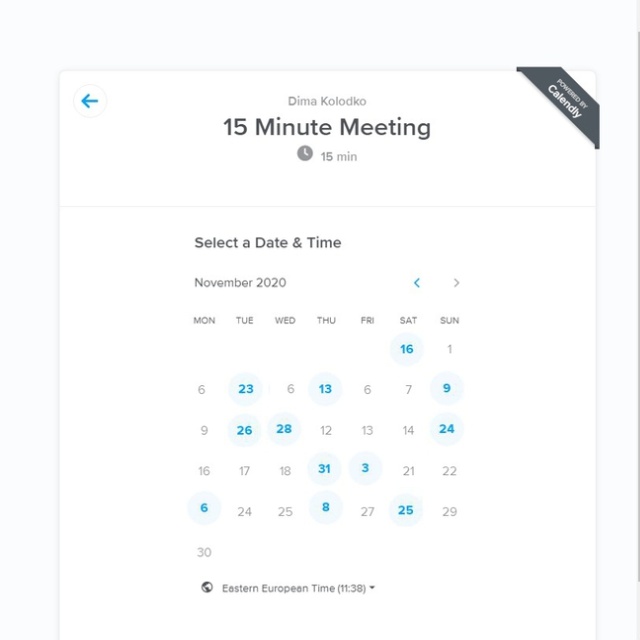 POWERED BY
Calendly
Dima Kolodko
15 Minute Meeting
15 min
Select a Date & Time
November 2020
MON TUE WED THU FRI SAT SUN
16 1
6 23 6 13 6 7 9
9 26 28 12 13 14 24
16 17 18 31 3 21 22
6 24 25 8 27 25 29
30
Eastern European Time (11:38)